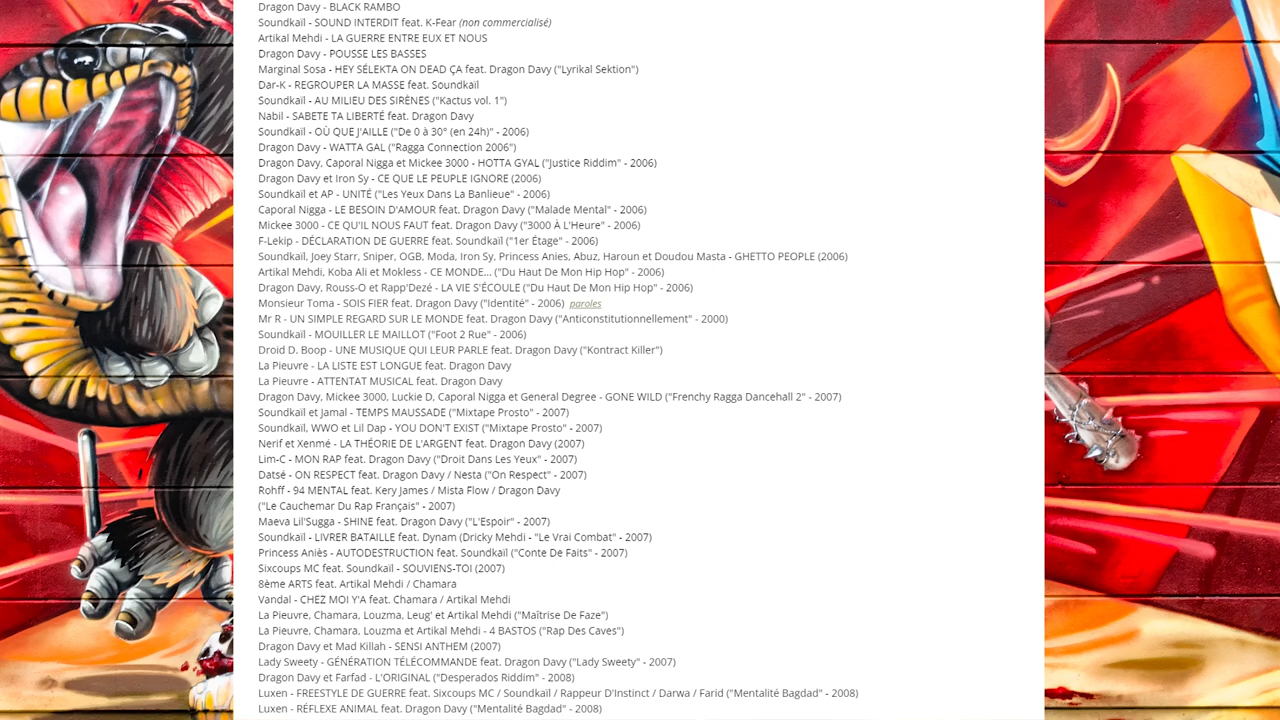 Dragon Davy - BLACK RAMBO
Soundkaïl - SOUND INTERDIT feat. K-Fear (non commercialisé)
Artikal Mehdi - LA GUERRE ENTRE EUX ET NOUS
Dragon Davy - POUSSE LES BASSES
Marginal Sosa - HEY SÉLEKTA ON DEAD ÇA feat. Dragon Davy ("Lyrikal Sektion")
Dar-K - REGROUPER LA MASSE feat. Soundkaïl
Soundkaïl - AU MILIEU DES SIRÈNES ("Kactus vol. 1")
Nabil - SABETE TA LIBERTÉ feat. Dragon Davy
Soundkaïl - OÙ QUE J'AILLE ("De 0 à 30° (en 24h)" - 2006)
Dragon Davy - WATTA GAL ("Ragga Connection 2006")
Dragon Davy, Caporal Nigga et Mickee 3000 - HOTTA GYAL ("Justice Riddim" - 2006)
Dragon Davy et Iron Sy - CE QUE LE PEUPLE IGNORE (2006)
Soundkaïl et AP - UNITÉ ("Les Yeux Dans La Banlieue" - 2006)
Caporal Nigga - LE BESOIN D'AMOUR feat. Dragon Davy ("Malade Mental" - 2006)
Mickee 3000 - CE QU'IL NOUS FAUT feat. Dragon Davy ("3000 À L'Heure" - 2006)
F-Lekip - DÉCLARATION DE GUERRE feat. Soundkaïl ("1er Étage" - 2006)
Soundkaïl, Joey Starr, Sniper, OGB, Moda, Iron Sy, Princess Anies, Abuz, Haroun et Doudou Masta - GHETTO PEOPLE (2006)
Artikal Mehdi, Koba Ali et Mokless - CE MONDE... ("Du Haut De Mon Hip Hop" - 2006)
Dragon Davy, Rouss-O et Rapp'Dezé - LA VIE S'ÉCOULE ("Du Haut De Mon Hip Hop" - 2006)
Monsieur Toma - SOIS FIER feat. Dragon Davy ("Identité" - 2006) paroles
Mr R - UN SIMPLE REGARD SUR LE MONDE feat. Dragon Davy ("Anticonstitutionnellement" - 2000)
Soundkaïl - MOUILLER LE MAILLOT ("Foot 2 Rue" - 2006)
Droid D. Boop - UNE MUSIQUE QUI LEUR PARLE feat. Dragon Davy ("Kontract Killer")
La Pieuvre - LA LISTE EST LONGUE feat. Dragon Davy
La Pieuvre - ATTENTAT MUSICAL feat. Dragon Davy
Dragon Davy, Mickee 3000, Luckie D, Caporal Nigga et General Degree - GONE WILD ("Frenchy Ragga Dancehall 2" - 2007)
Soundkaïl et Jamal - TEMPS MAUSSADE ("Mixtape Prosto" - 2007)
Soundkaïl, WWO et Lil Dap - YOU DON'T EXIST ("Mixtape Prosto" - 2007)
Nerif et Xenmé - LA THÉORIE DE L'ARGENT feat. Dragon Davy (2007)
Lim-C - MON RAP feat. Dragon Davy ("Droit Dans Les Yeux" - 2007)
Datsé - ON RESPECT feat. Dragon Davy / Nesta ("On Respect" - 2007)
Rohff - 94 MENTAL feat. Kery James / Mista Flow / Dragon Davy
("Le Cauchemar Du Rap Français" - 2007)
Maeva Lil'Sugga - SHINE feat. Dragon Davy ("L'Espoir" - 2007)
Soundkaïl - LIVRER BATAILLE feat. Dynam (Dricky Mehdi - "Le Vrai Combat" - 2007)
Princess Aniès - AUTODESTRUCTION feat. Soundkaïl ("Conte De Faits" - 2007)
Sixcoups MC feat. Soundkaïl - SOUVIENS-TOI (2007)
8ème ARTS feat. Artikal Mehdi / Chamara
Vandal - CHEZ MOI Y'A feat. Chamara / Artikal Mehdi
La Pieuvre, Chamara, Louzma, Leug' et Artikal Mehdi ("Maîtrise De Faze")
La Pieuvre, Chamara, Louzma et Artikal Mehdi - 4 BASTOS ("Rap Des Caves")
Dragon Davy et Mad Killah - SENSI ANTHEM (2007)
Lady Sweety - GÉNÉRATION TÉLÉCOMMANDE feat. Dragon Davy ("Lady Sweety" - 2007)
Dragon Davy et Farfad - L'ORIGINAL ("Desperados Riddim" - 2008)
Luxen - FREESTYLE DE GUERRE feat. Sixcoups MC / Soundkaïl / Rappeur D'Instinct / Darwa / Farid ("Mentalité Bagdad" - 2008)
Luxen - RÉFLEXE ANIMAL feat. Dragon Davy ("Mentalité Bagdad" - 2008)